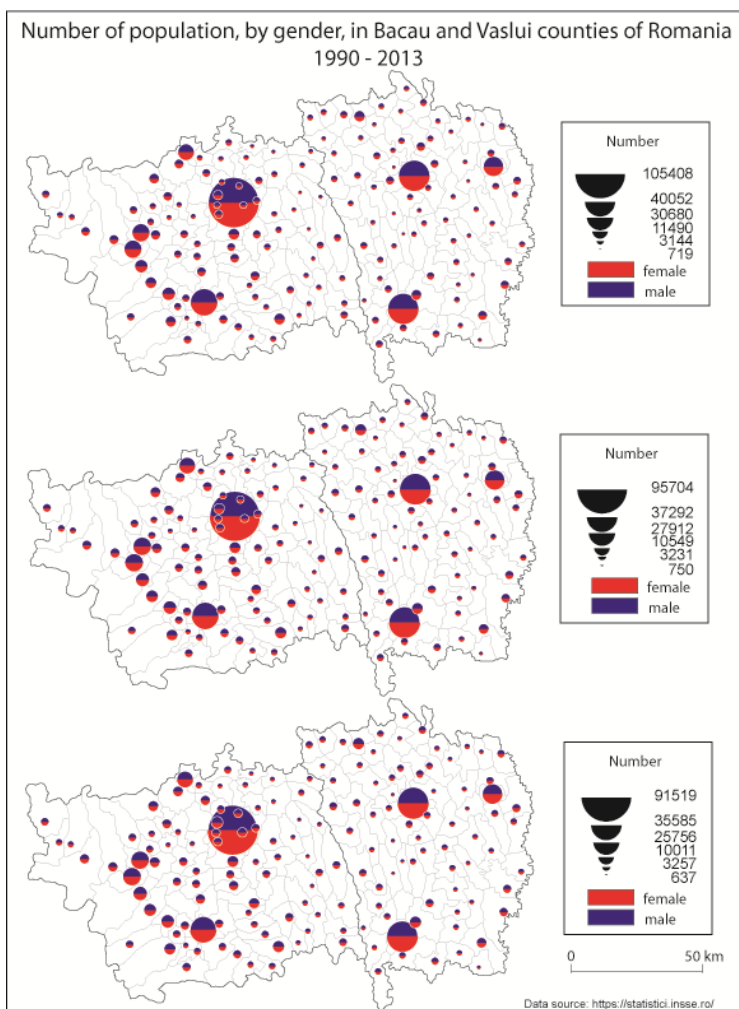 Number of population, by gender, in Bacau and Vaslui counties of Romania
1990 - 2013
Number
105408
40052
30680
11490
3144
719
female
male
Number
95704
37292
27912
10549
3231
750
female
male
Number
91519
35585
25756
10011
3257
637
female
male
0 50 km
Data source: https://statistici.insse.ro/